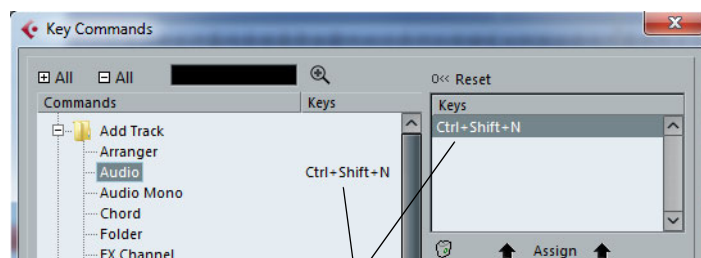 Key Commands
All All
0<< Reset
Commands Keys
Keys
Add Track
Ctrl+Shift+N
Arranger
Audio Ctrl+Shift+N
Audio Mono
Chord
Folder
FX Channel
Assign